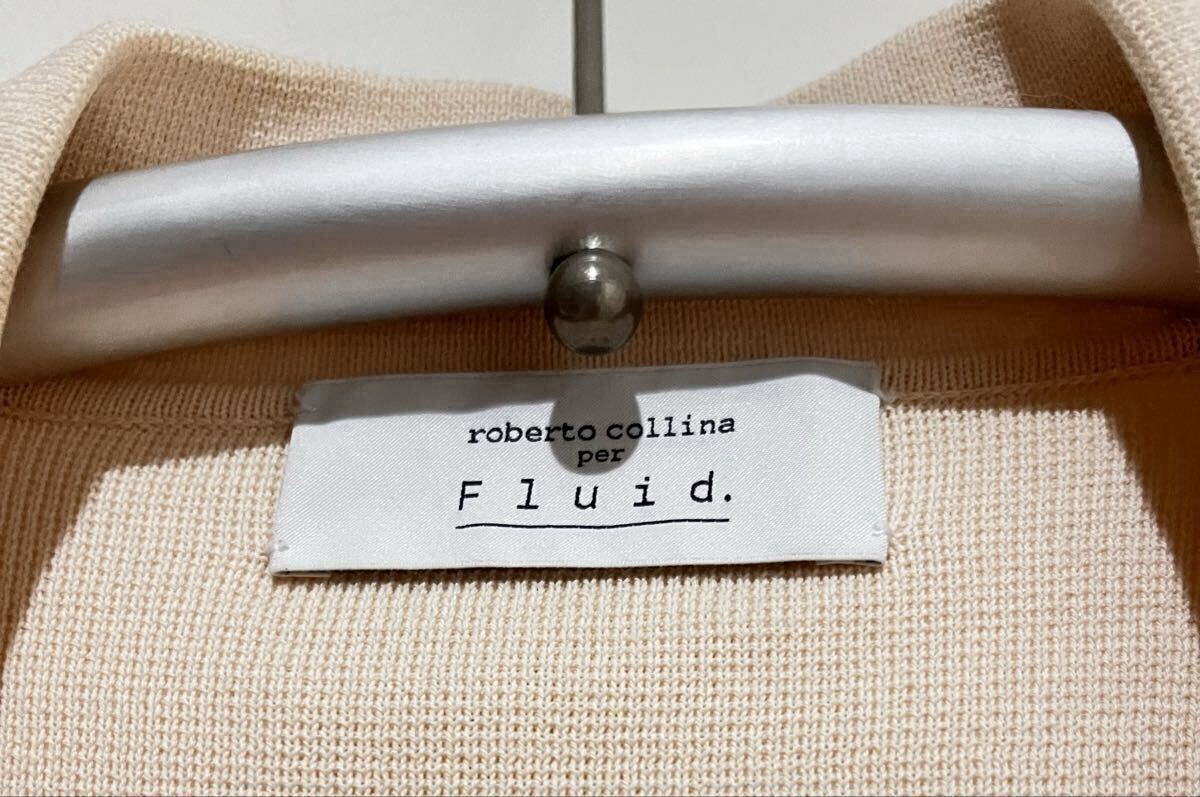 roberto collina
per
Fluid.